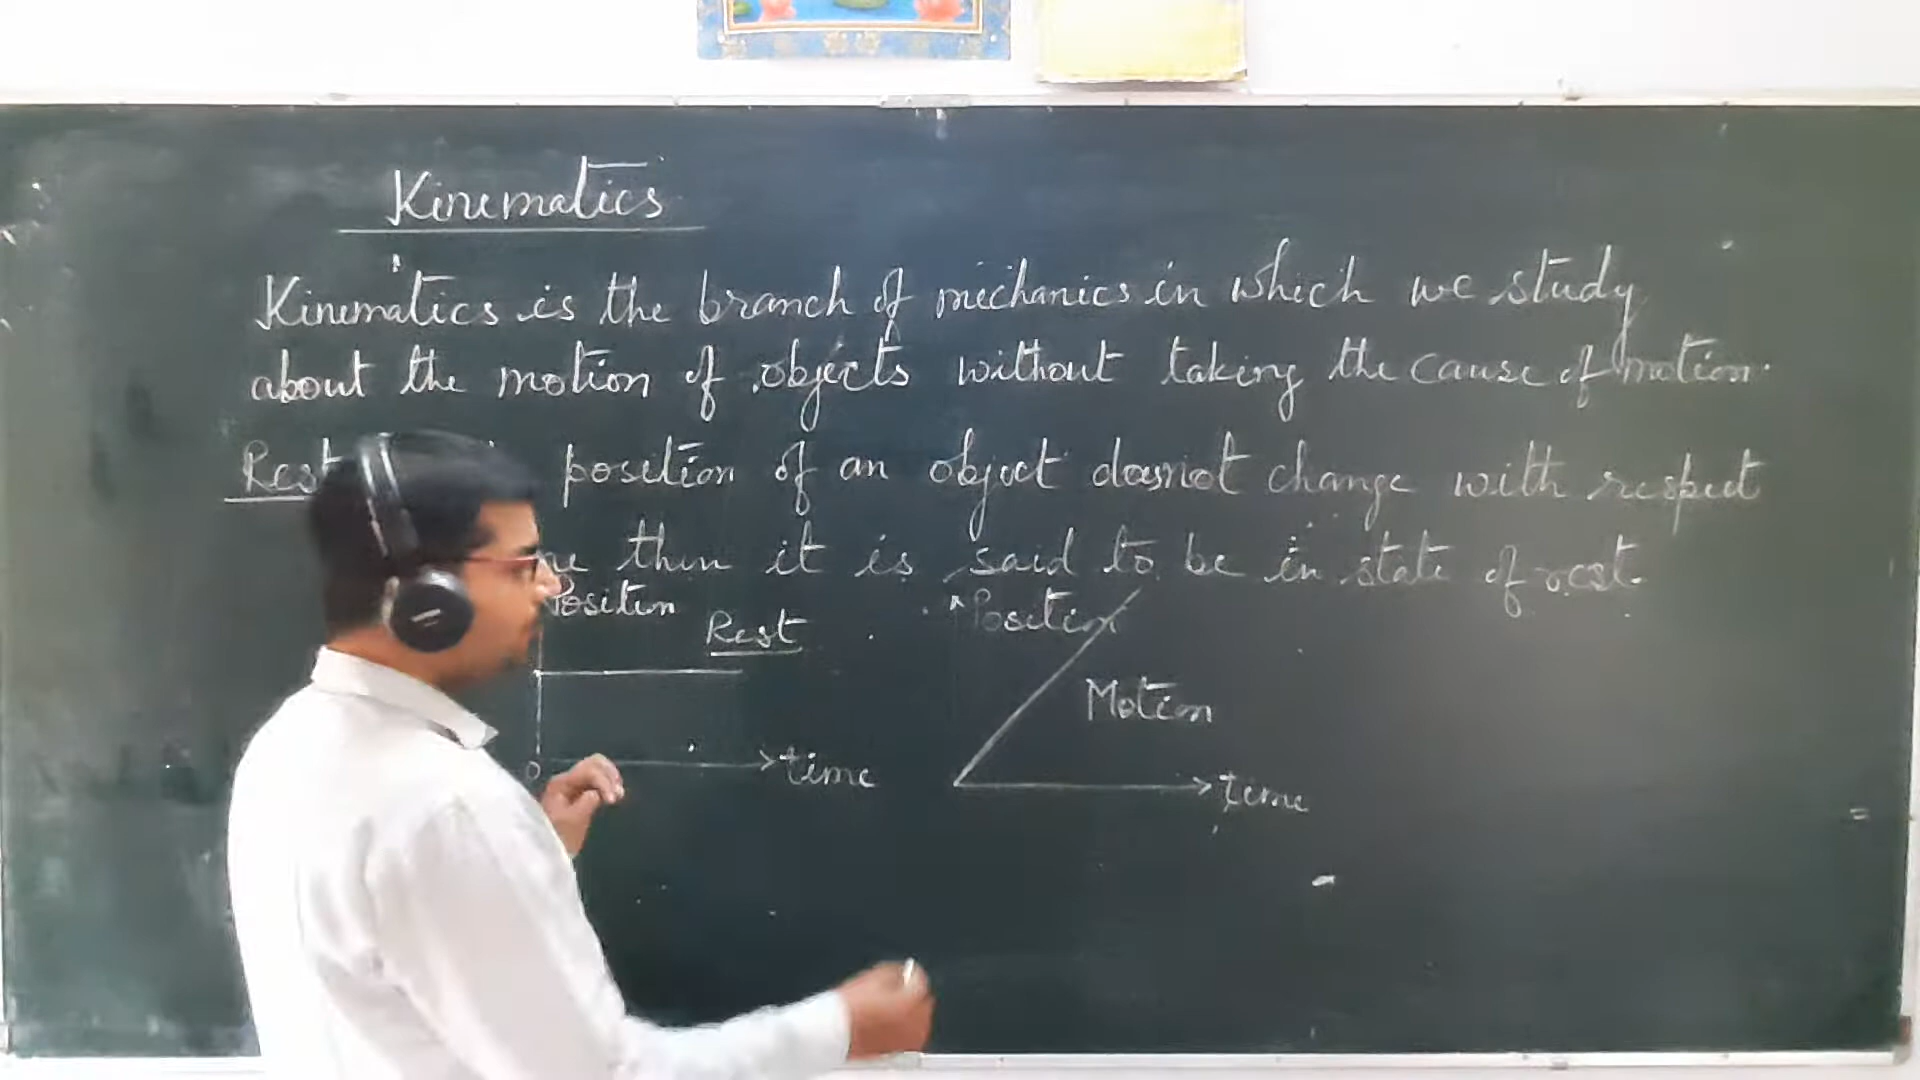 Kinematics
Kinematics is the branch of mechanics in which we study
about the motion of objects without taking the cause of motion.
Rest position of an object doesnot change with respect
then it is said to be in state of rest.
Position
Rest
time
O
Position
Motion
time